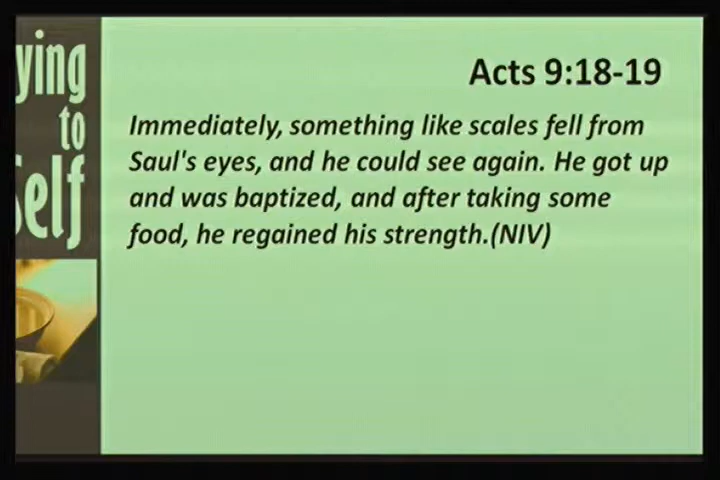 ying
to
Self
Acts 9:18-19
Immediately, something like scales fell from
Saul's eyes, and he could see again. He got up
and was baptized, and after taking some
food, he regained his strength.(NIV)